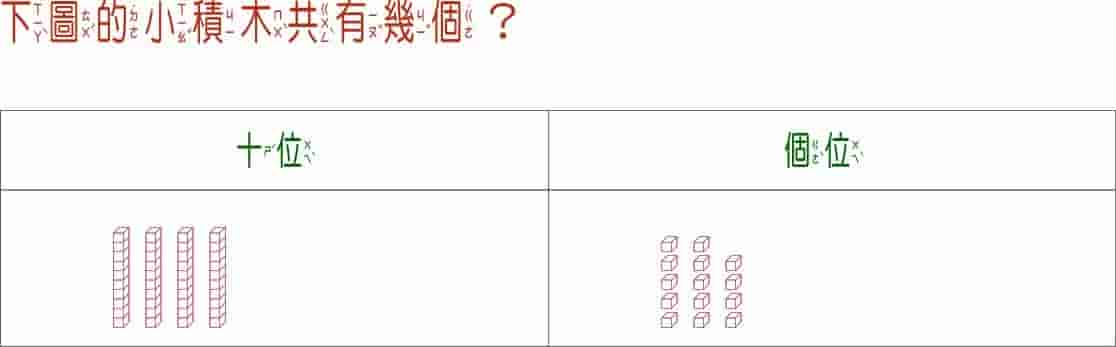 下ㄒㄧㄚˋ圖ㄊㄨˊ的ㄉㄜ˙小ㄒㄧㄠˇ積ㄐㄧ木ㄇㄨˋ共ㄍㄨㄥˋ有ㄧㄡˇ幾ㄐㄧˇ個ㄍㄜˋ？
十ㄕˊ位ㄨㄟˋ 個ㄍㄜˋ位ㄨㄟˋ